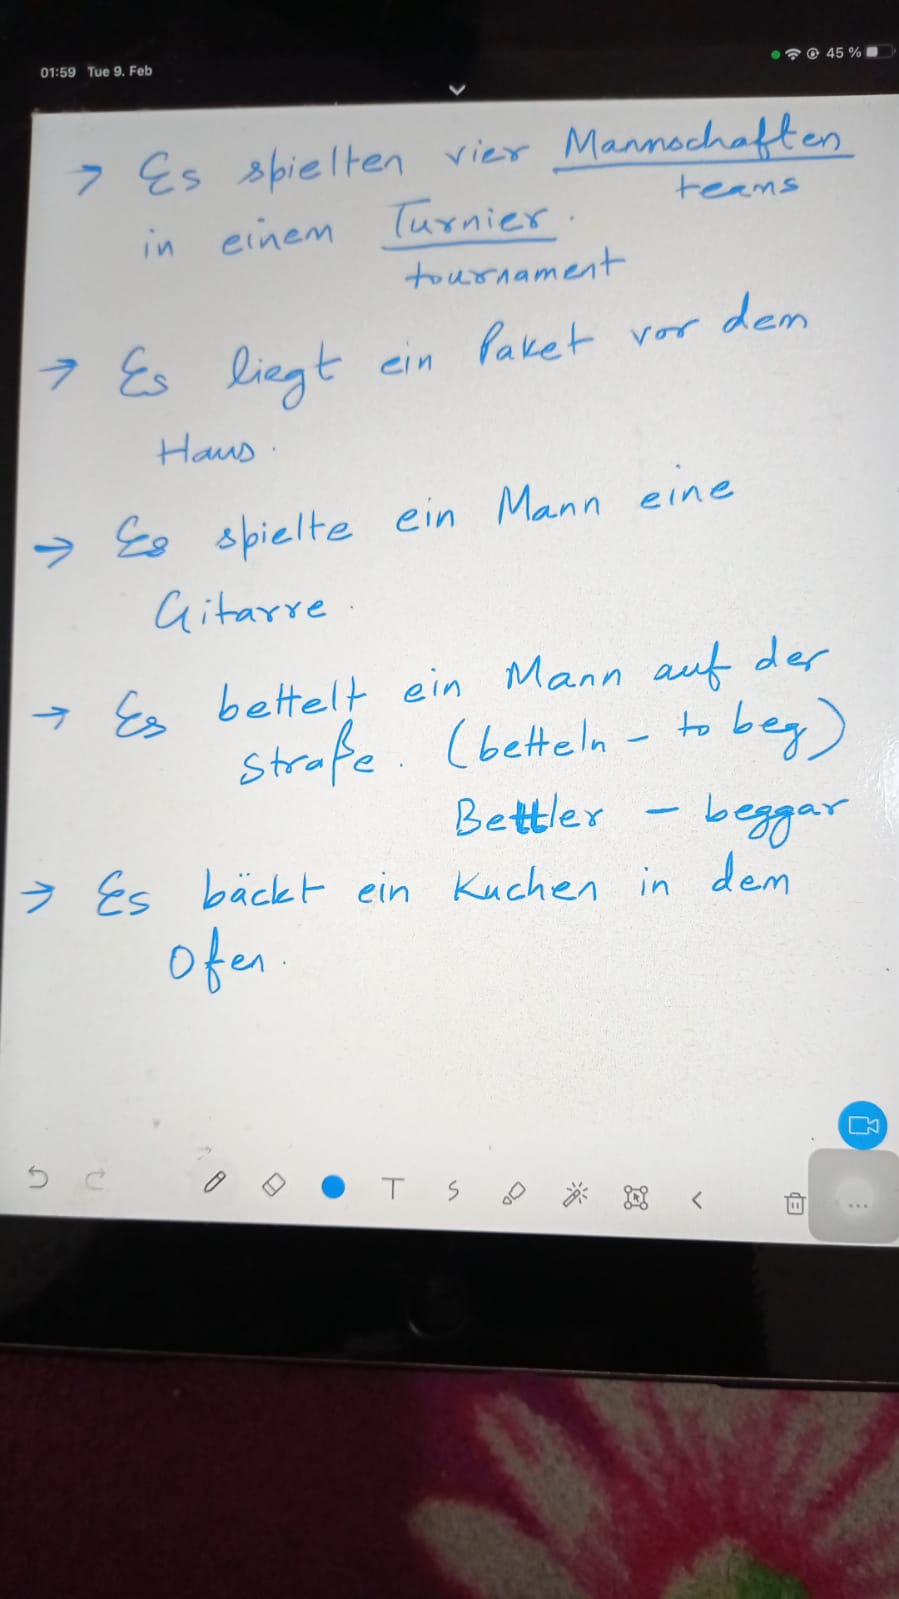 01:59 Tue 9. Feb 45 %
→ Es spielten vier Mannschaften
teams
in einem Turnier.
tournament
→ Es liegt ein Paket vor dem
Haus.
→ Es spielte ein Mann eine
Gitarre.
→ Es bettelt ein Mann auf der
Straße. (betteln - to beg)
Bettler - beggar
→ Es bäckt ein Kuchen in dem
Ofen.
T S